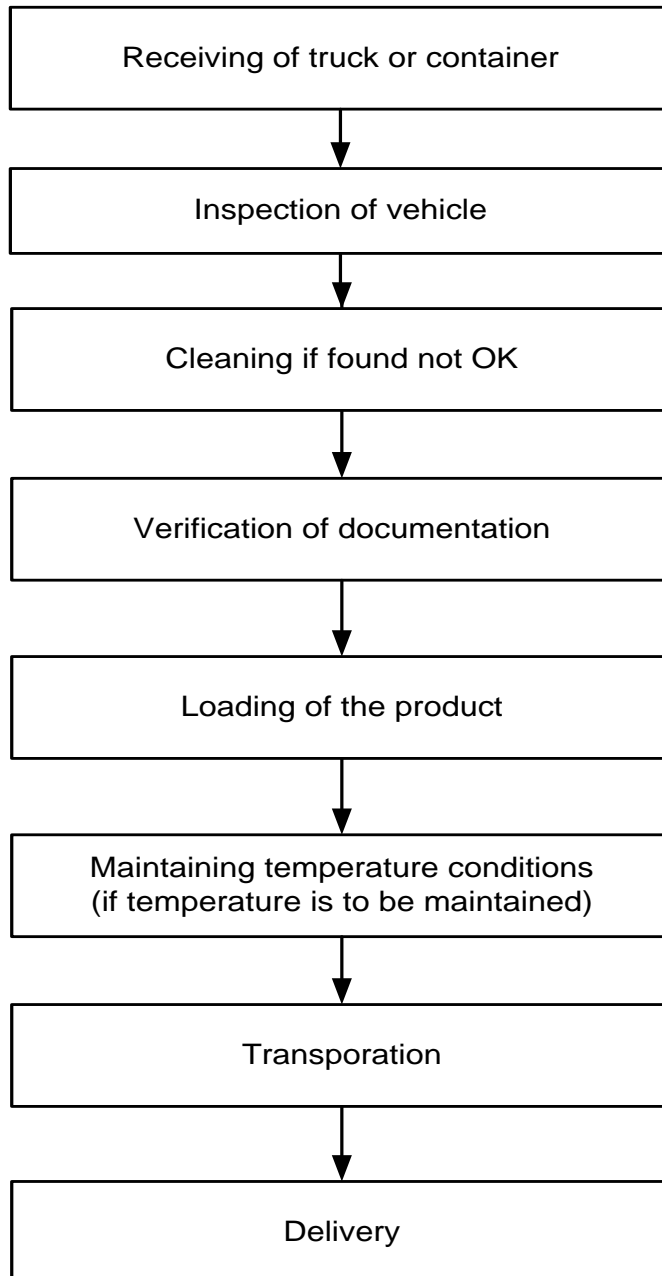 Receiving of truck or container
Inspection of vehicle
Cleaning if found not OK
Verification of documentation
Loading of the product
Maintaining temperature conditions
(if temperature is to be maintained)
Transporation
Delivery